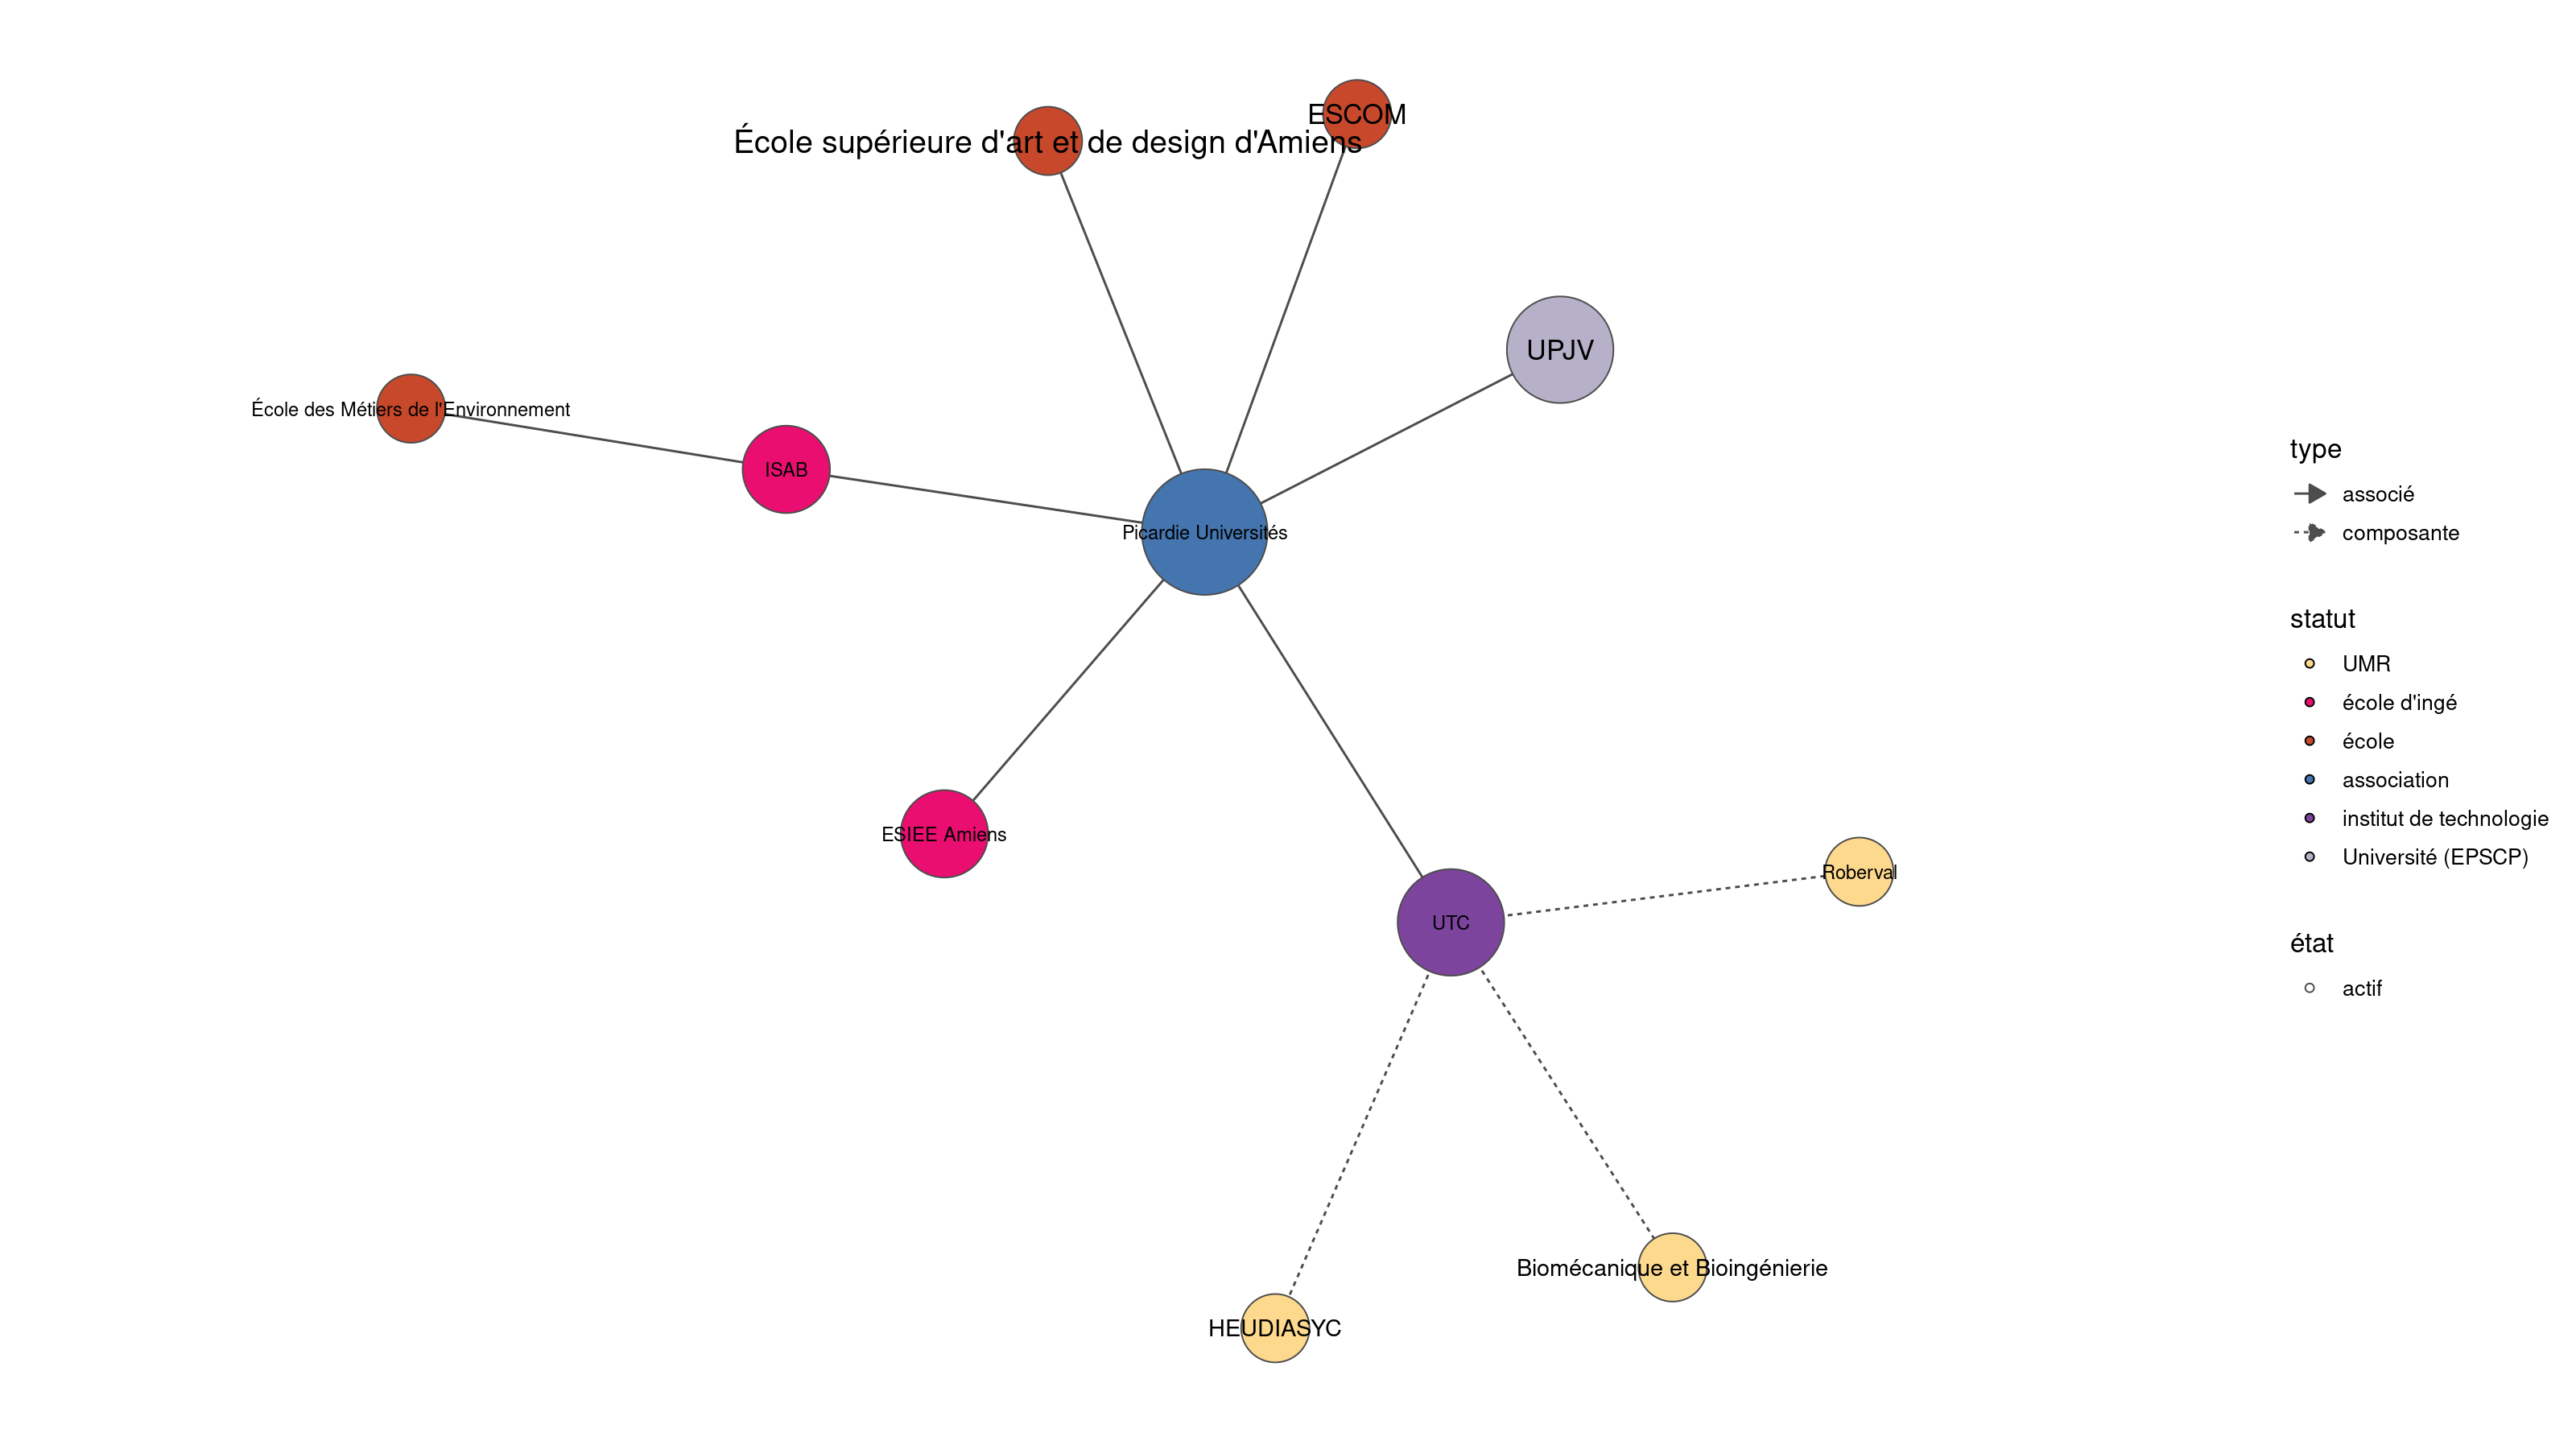 ESCOM
École supérieure d'art et de design d'Amiens
UPJV
École des Métiers de l'Environnement
ISAB
Picardie Universités
ESIEE Amiens
Roberval
UTC
Biomécanique et Bioingénierie
HEUDIASYC
type
associé
composante
statut
UMR
école d'ingé
école
association
institut de technologie
Université (EPSCP)
état
actif